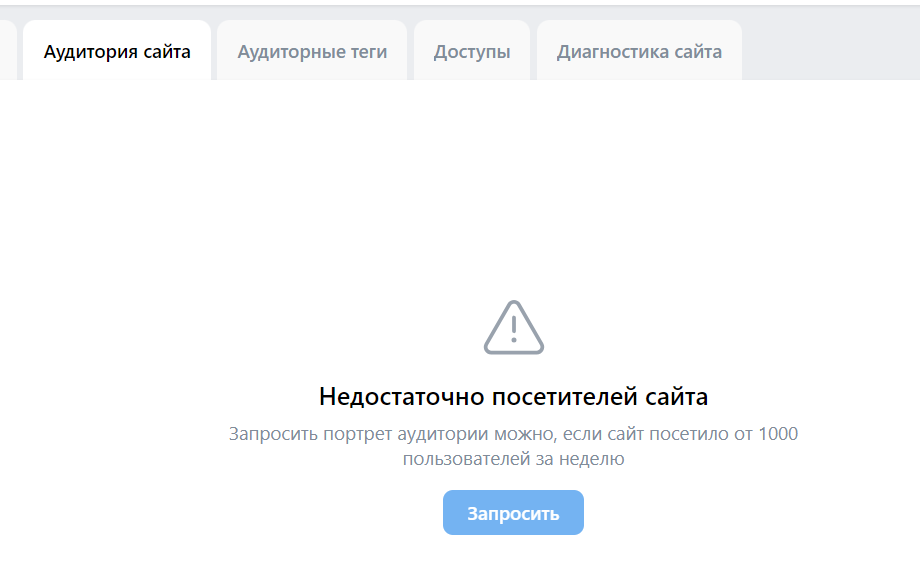 Аудитория сайта Аудиторные теги Доступы Диагностика сайта
Недостаточно посетителей сайта
Запросить портрет аудитории можно, если сайт посетило от 1000
пользователей за неделю
Запросить